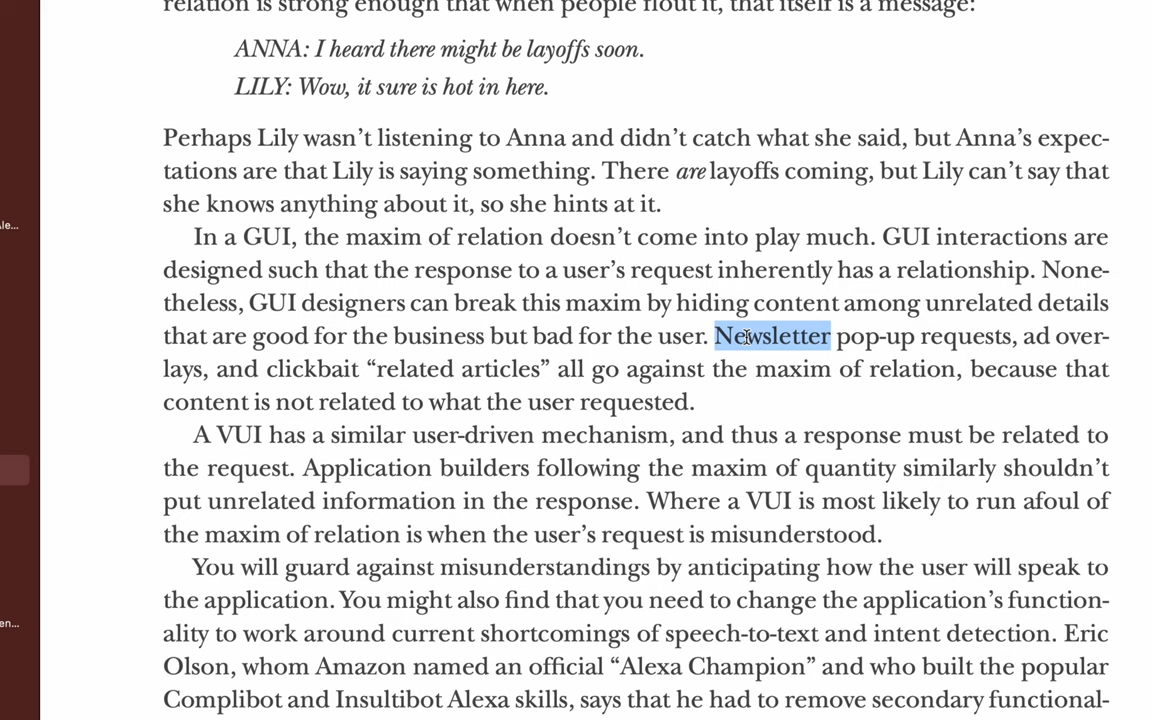 relation is strong enough that when people flout it, that itself is a message:
ANNA: I heard there might be layoffs soon.
LILY: Wow, it sure is hot in here.
Perhaps Lily wasn’t listening to Anna and didn’t catch what she said, but Anna’s expec-
tations are that Lily is saying something. There are layoffs coming, but Lily can’t say that
she knows anything about it, so she hints at it.
In a GUI, the maxim of relation doesn’t come into play much. GUI interactions are
designed such that the response to a user’s request inherently has a relationship. None-
theless, GUI designers can break this maxim by hiding content among unrelated details
that are good for the business but bad for the user. Newsletter pop-up requests, ad over-
lays, and clickbait “related articles” all go against the maxim of relation, because that
content is not related to what the user requested.
A VUI has a similar user-driven mechanism, and thus a response must be related to
the request. Application builders following the maxim of quantity similarly shouldn’t
put unrelated information in the response. Where a VUI is most likely to run afoul of
the maxim of relation is when the user’s request is misunderstood.
You will guard against misunderstandings by anticipating how the user will speak to
the application. You might also find that you need to change the application’s function-
ality to work around current shortcomings of speech-to-text and intent detection. Eric
Olson, whom Amazon named an official “Alexa Champion” and who built the popular
Complibot and Insultibot Alexa skills, says that he had to remove secondary functional-